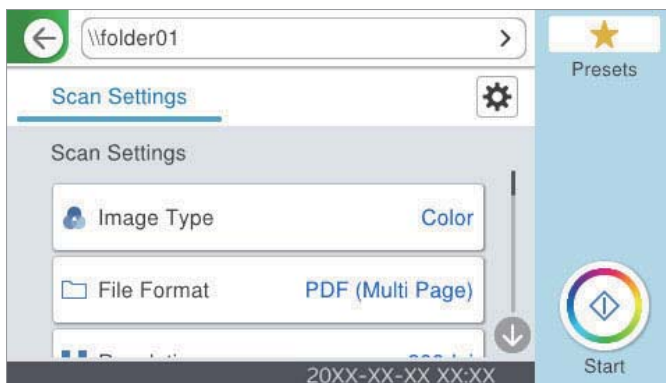 \\folder01
Presets
Scan Settings
Scan Settings
Image Type Color
File Format PDF (Multi Page)
20XX-XX-XX XX:XX
Start